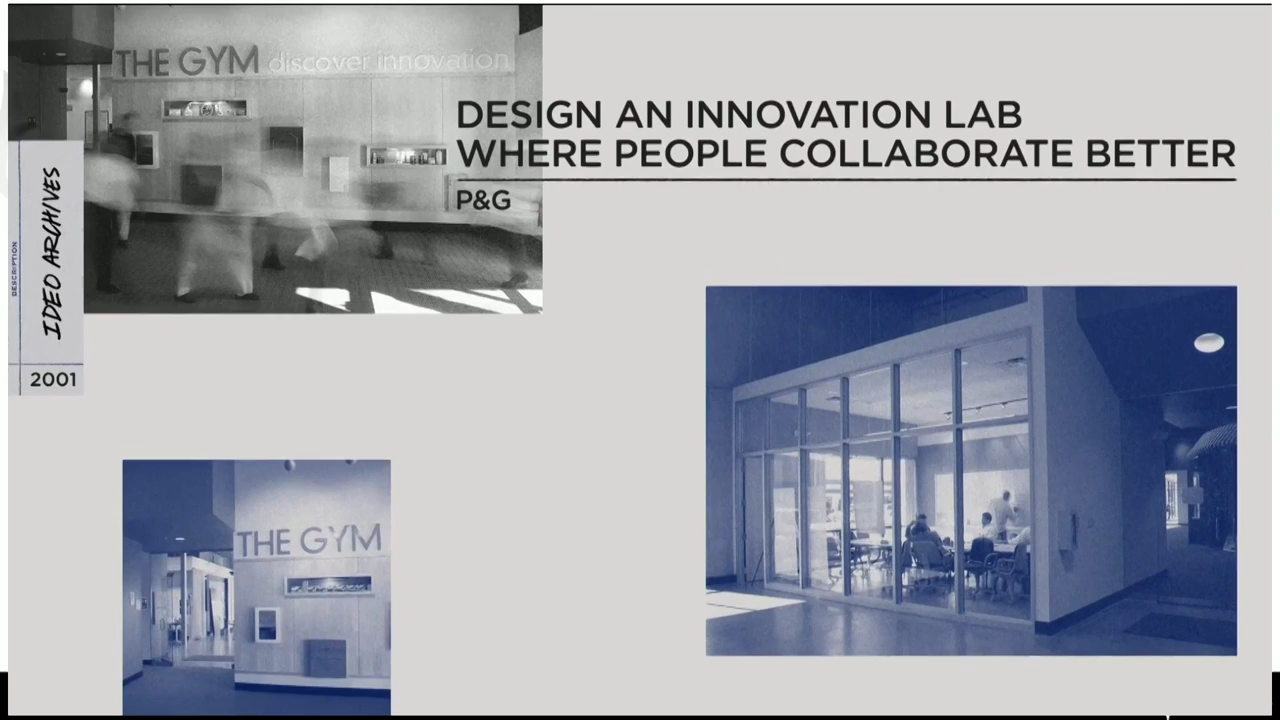 THE GYM discover innovation
DESIGN AN INNOVATION LAB
WHERE PEOPLE COLLABORATE BETTER
P&G
DESCRIPTION
IDEO ARCHIVES
2001
THE GYM